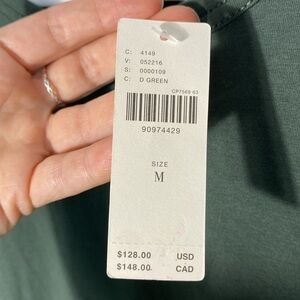 C: 4149
V: 052216
S: 0000109
C: D GREEN
CP7569 63
90974429
SIZE
M
$128.00 USD
$148.00 CAD